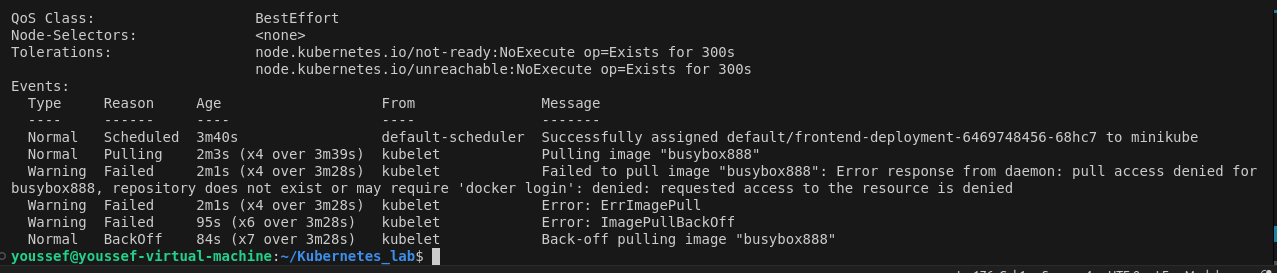 QoS Class:                   BestEffort
Node-Selectors:              <none>
Tolerations:                 node.kubernetes.io/not-ready:NoExecute op=Exists for 300s
                             node.kubernetes.io/unreachable:NoExecute op=Exists for 300s
Events:
  Type     Reason     Age                    From               Message
  ----     ------     ----                   ----               -------
  Normal   Scheduled  3m40s                  default-scheduler  Successfully assigned default/frontend-deployment-6469748456-68hc7 to minikube
  Normal   Pulling    2m3s (x4 over 3m39s)   kubelet            Pulling image "busybox888"
  Warning  Failed     2m1s (x4 over 3m28s)   kubelet            Failed to pull image "busybox888": Error response from daemon: pull access denied for
busybox888, repository does not exist or may require 'docker login': denied: requested access to the resource is denied
  Warning  Failed     2m1s (x4 over 3m28s)   kubelet            Error: ErrImagePull
  Warning  Failed     95s (x6 over 3m28s)    kubelet            Error: ImagePullBackOff
  Normal   BackOff    84s (x7 over 3m28s)    kubelet            Back-off pulling image "busybox888"
youssef@youssef-virtual-machine:~/Kubernetes_lab$